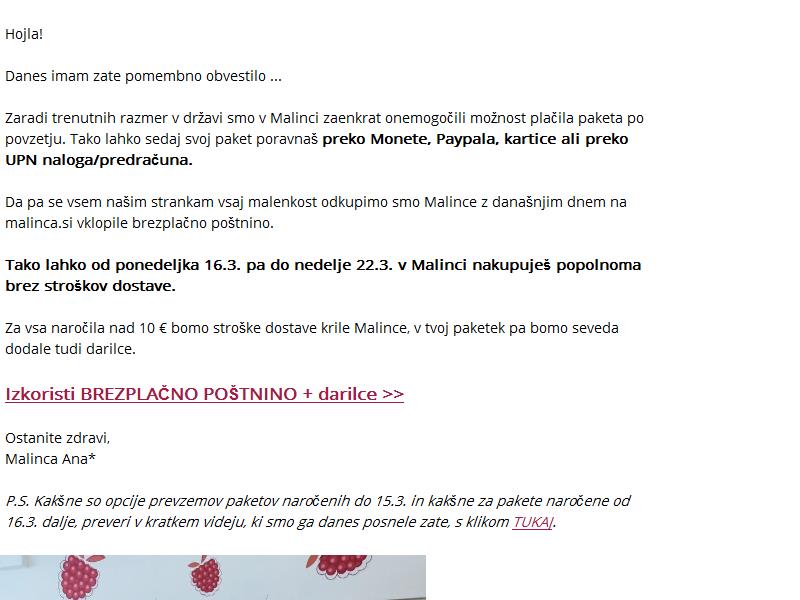 Hojla!
Danes imam zate pomembno obvestilo ...
Zaradi trenutnih razmer v državi smo v Malinci zaenkrat onemogočili možnost plačila paketa po
povzetju. Tako lahko sedaj svoj paket poravnaš preko Monete, Paypala, kartice ali preko
UPN naloga/predračuna.
Da pa se vsem našim strankam vsaj malenkost odkupimo smo Malince z današnjim dnem na
malinca.si vklopile brezplačno poštnino.
Tako lahko od ponedeljka 16.3. pa do nedelje 22.3. v Malinci nakupuješ popolnoma
brez stroškov dostave.
Za vsa naročila nad 10 € bomo stroške dostave krile Malince, v tvoj paketek pa bomo seveda
dodale tudi darilce.
Izkoristi BREZPLAČNO POŠTNINO + darilce >>
Ostanite zdravi,
Malinca Ana*
P.S. Kakšne so opcije prevzemov paketov naročenih do 15.3. in kakšne za pakete naročene od
16.3. dalje, preveri v kratkem videju, ki smo ga danes posnele zate, s klikom TUKAJ.